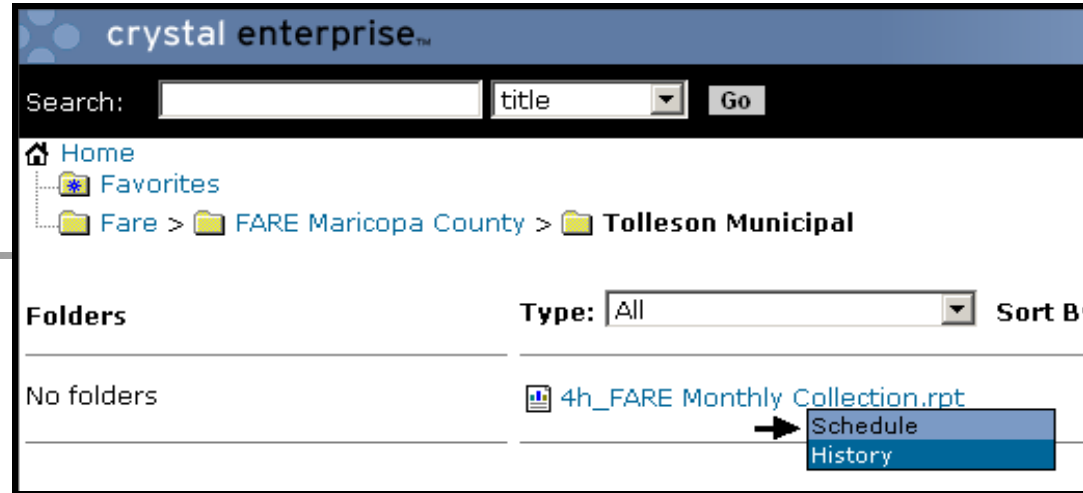 crystal enterprise™
Search: title Go
Home
Favorites
Fare > FARE Maricopa County > Tolleson Municipal
Folders Type: All Sort B
No folders 4h_FARE Monthly Collection.rpt
Schedule
History